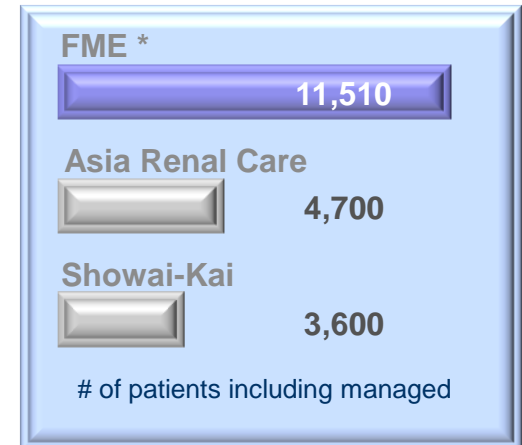 FME *
11,510
Asia Renal Care
4,700
Showai-Kai
3,600
# of patients including managed